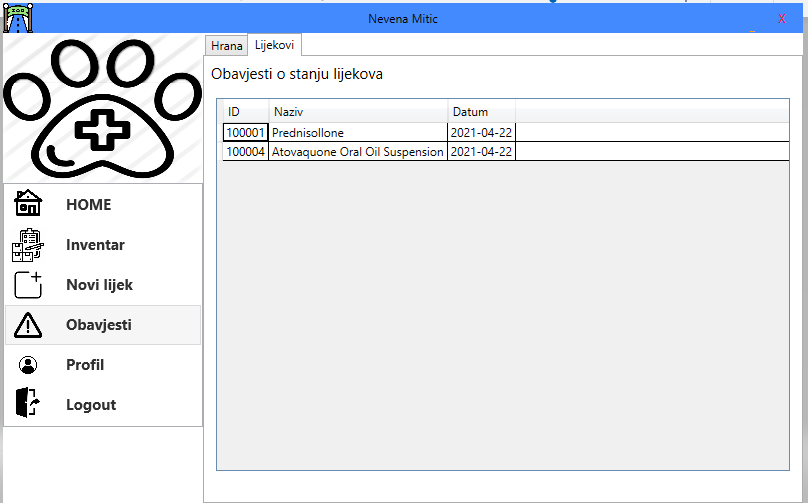 Nevena Mitic
X
HOME
Inventar
Novi lijek
Obavjesti
Profil
Logout
Hrana Lijekovi
Obavjesti o stanju lijekova
ID Naziv Datum
100001 Prednisollone 2021-04-22
100004 Atovaquone Oral Oil Suspension 2021-04-22